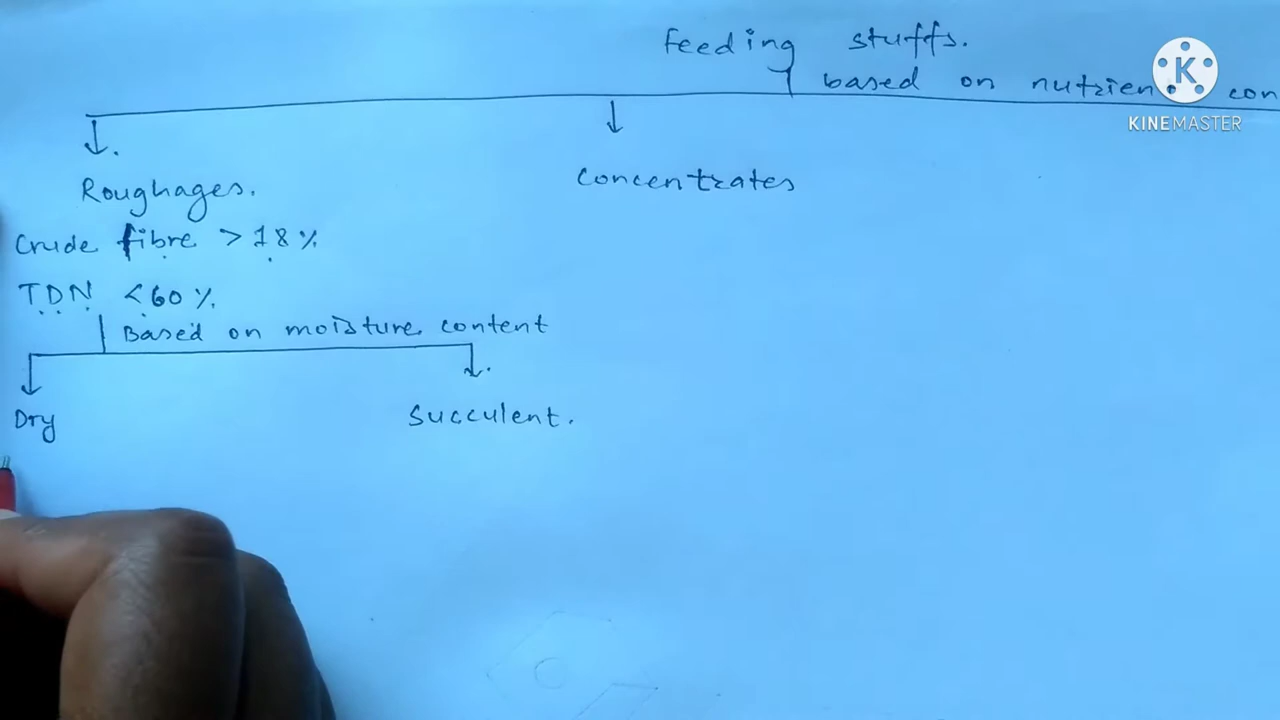 Feeding stuffs.
based on nutrien con
KINEMASTER
Roughages.
Concentrates
Crude fibre > 18%
TDN <60%
Based on moisture content
Dry
Succulent.